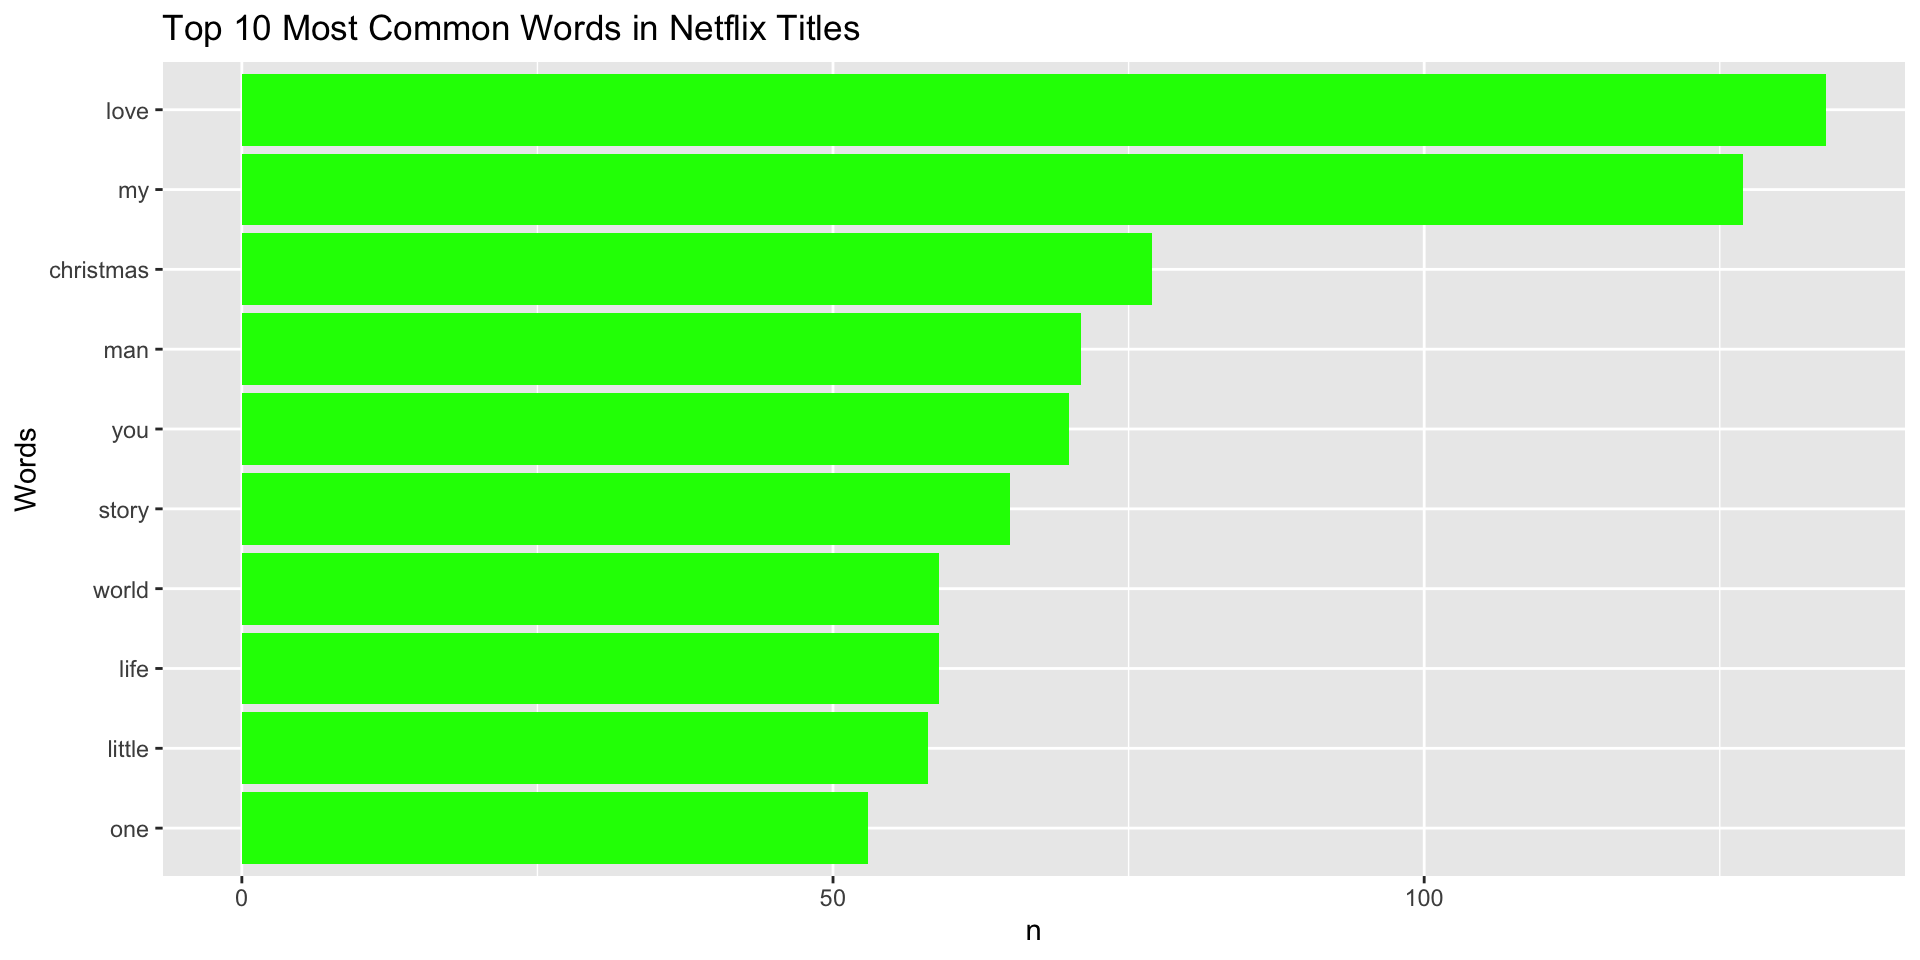 Top 10 Most Common Words in Netflix Titles
love
my
christmas
man
you
story
world
life
little
one
Words
0 50 100
n